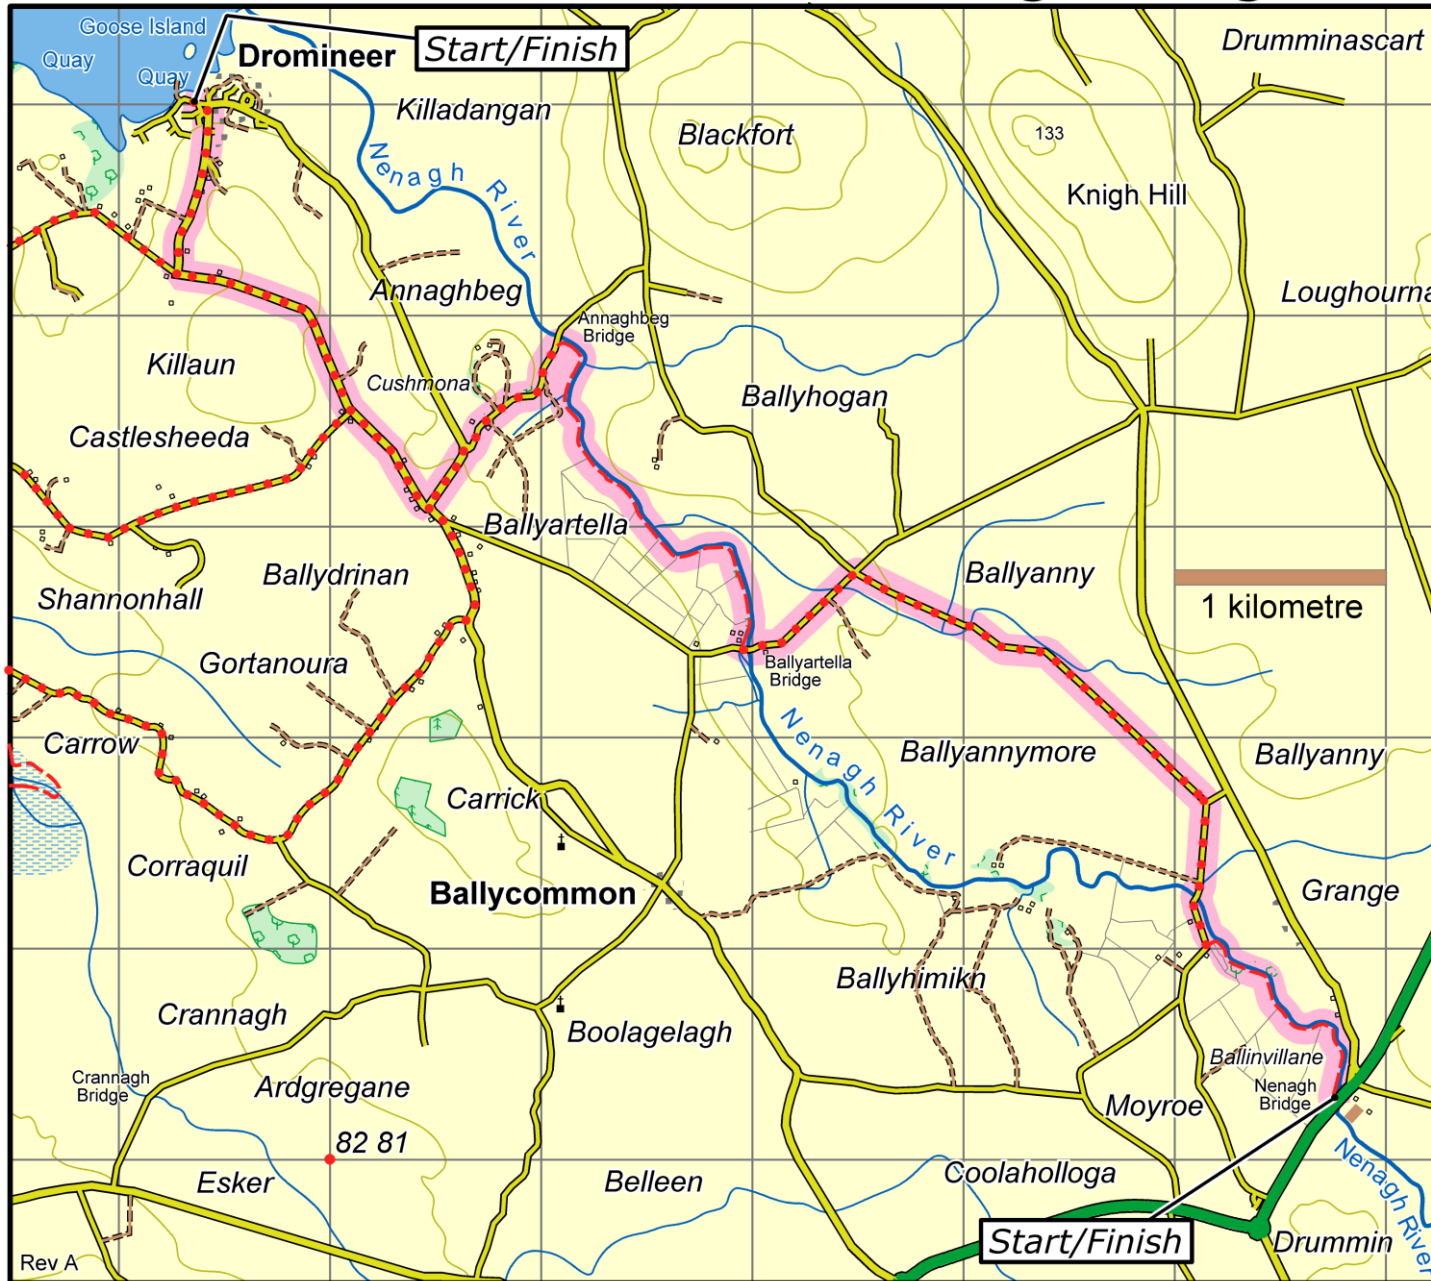 Goose Island
Quay
Quay
Dromineer
Start/Finish
Drumminascart
Killadangan
Blackfort
133
Knigh Hill
Nenagh River
Annaghbeg
Loughourna
Annaghbeg
Bridge
Killaun
Cushmona
Ballyhogan
Castlesheeda
Ballyartella
Ballydrinan
Ballyanny
1 kilometre
Shannonhall
Gortanoura
Ballyartella
Bridge
Carrow
Nenagh River
Ballyannymore
Ballyanny
Carrick
Corraquil
Ballycommon
Grange
Ballyhimikn
Crannagh
Boolagelagh
Ballinvillane
Crannagh
Bridge
Ardgregane
Nenagh
Bridge
Moyroe
82 81
Esker
Belleen
Coolaholloga
Nenagh River
Start/Finish
Drummin
Rev A